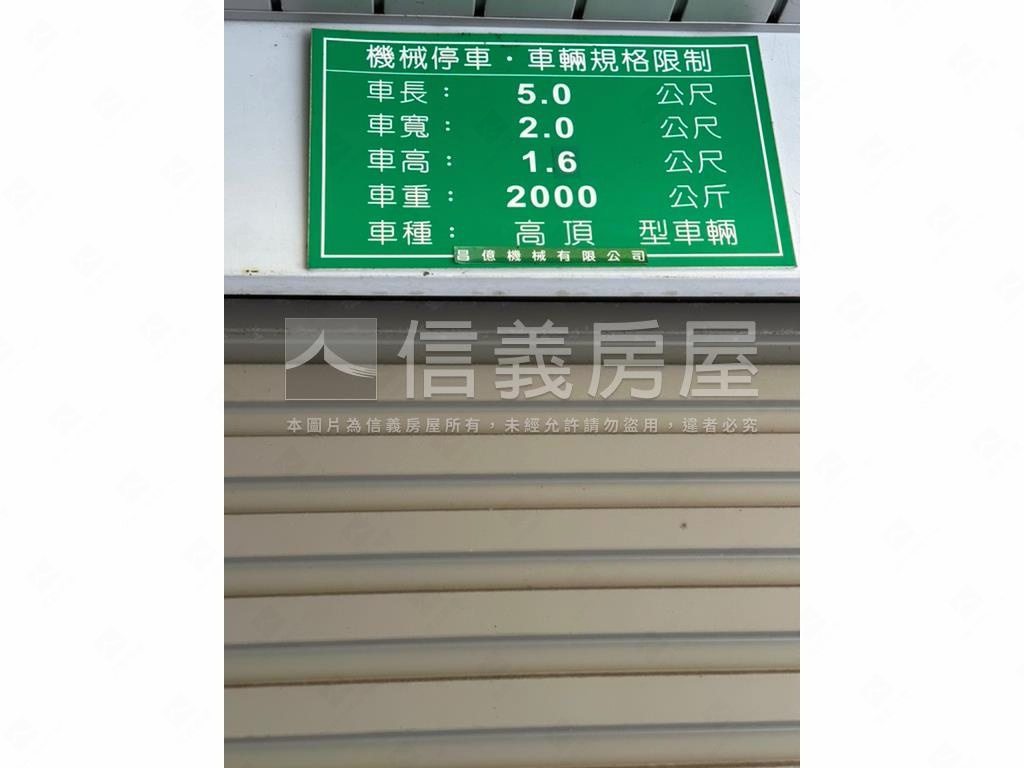 機械停車・車輛規格限制
車長： 5.0 公尺
車寬： 2.0 公尺
車高： 1.6 公尺
車重： 2000 公斤
車種： 高頂 型車輛
昌億機械有限公司
信義房屋
本圖片為信義房屋所有，未經允許請勿盜用，違者必究